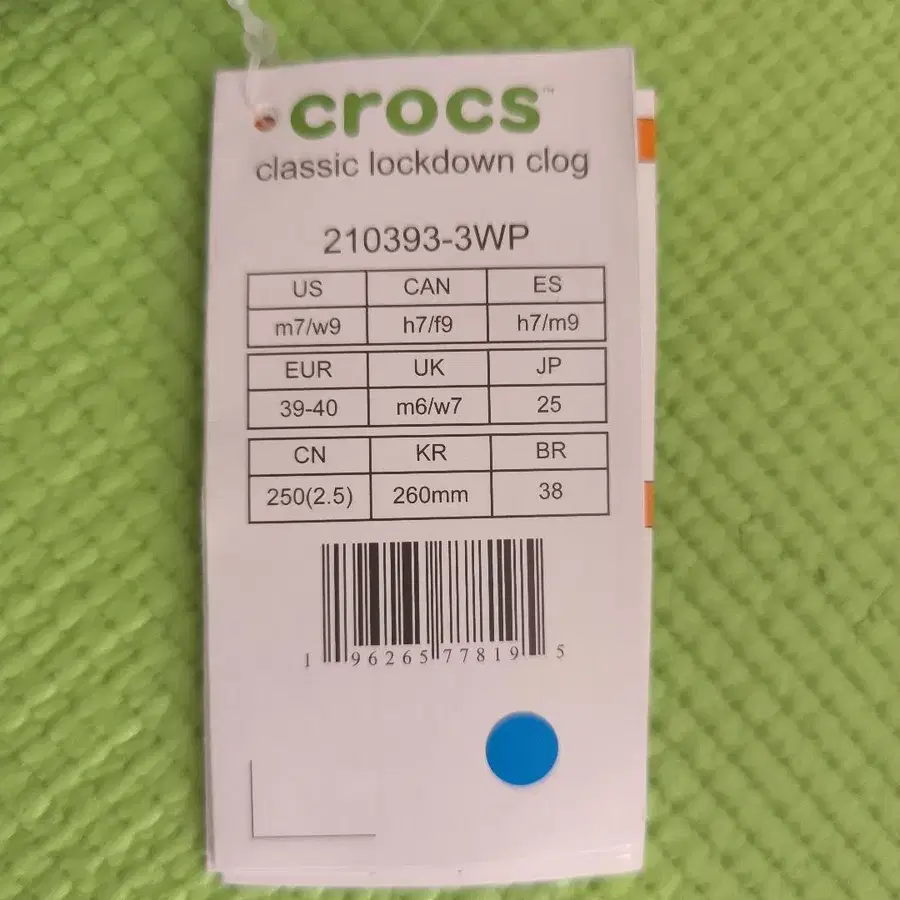 crocs™
classic lockdown clog
210393-3WP
US CAN ES
m7/w9 h7/f9 h7/m9
EUR UK JP
39-40 m6/w7 25
CN KR BR
250(2.5) 260mm 38
1 96265 77819 5